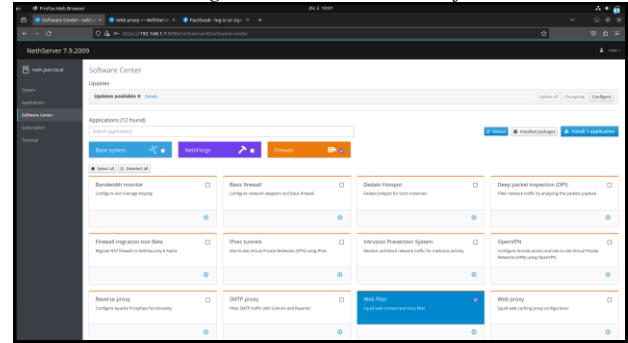 Firefox Web Browser
dic 3 19:01
Software Center - neth.j
Web proxy — NethServer
Facebook - log in or sign
https://192.168.1.1:9090/nethserver#/software-center
NethServer 7.9.2009
neth.juan.local
System
Applications
Software Center
Subscription
Terminal
Software Center
Updates
Updates available: 8 Details
Update all Changelog Configure
Applications (12 found)
Search applications
Reload Installed packages Install 1 application
Base system
NethForge
Firewall
Select all Deselect all
Bandwidth monitor
Configure and manage Ntopng
Basic firewall
Configure network adapters and basic firewall
Dedalo Hotspot
Dedalo hotspot for Icaro instances
Deep packet inspection (DPI)
Filter network traffic by analyzing the packets payload
Firewall migration tool Beta
Migrate NS7 firewall to NethSecurity 8 Alpha
IPsec tunnels
Site-to-site Virtual Private Networks (VPN) using IPsec
Intrusion Prevention System
Monitor and block network traffic for malicious activity
OpenVPN
Configure remote access and site-to-site Virtual Private
Networks (VPN) using OpenVPN
Reverse proxy
Configure Apache ProxyPass functionality
SMTP proxy
Filter SMTP traffic with ClamAV and Rspamd
Web filter
Squid web content and virus filter
Web proxy
Squid web caching proxy configuration